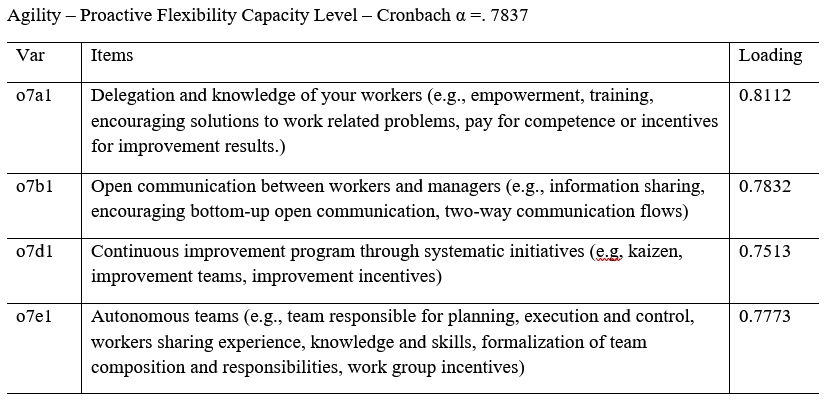 Agility – Proactive Flexibility Capacity Level – Cronbach α =. 7837
Var Items Loading
o7a1 Delegation and knowledge of your workers (e.g., empowerment, training, 0.8112
encouraging solutions to work related problems, pay for competence or incentives
for improvement results.)
o7b1 Open communication between workers and managers (e.g., information sharing, 0.7832
encouraging bottom-up open communication, two-way communication flows)
o7d1 Continuous improvement program through systematic initiatives (e.g, kaizen, 0.7513
improvement teams, improvement incentives)
o7e1 Autonomous teams (e.g., team responsible for planning, execution and control, 0.7773
workers sharing experience, knowledge and skills, formalization of team
composition and responsibilities, work group incentives)